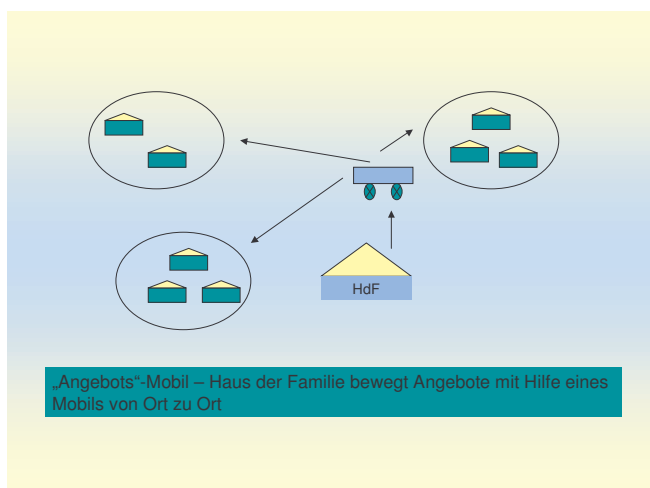 HdF
„Angebots“-Mobil – Haus der Familie bewegt Angebote mit Hilfe eines
Mobils von Ort zu Ort